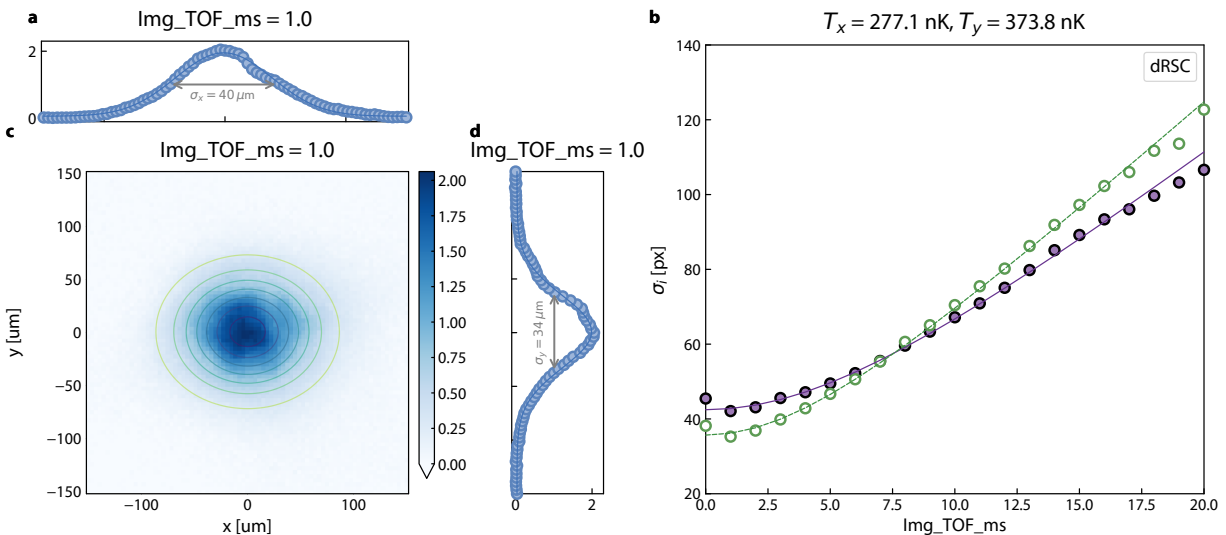 a
Img_TOF_ms = 1.0
2
0
σx = 40 μm
c
Img_TOF_ms = 1.0
150
100
50
0
−50
−100
−150
y [um]
−100
0
100
x [um]
2.00
1.75
1.50
1.25
1.00
0.75
0.50
0.25
0.00
d
Img_TOF_ms = 1.0
σy = 34 μm
0
2
b
Tx = 277.1 nK, Ty = 373.8 nK
dRSC
140
120
100
80
60
40
20
σi [px]
0.0
2.5
5.0
7.5
10.0
12.5
15.0
17.5
20.0
Img_TOF_ms